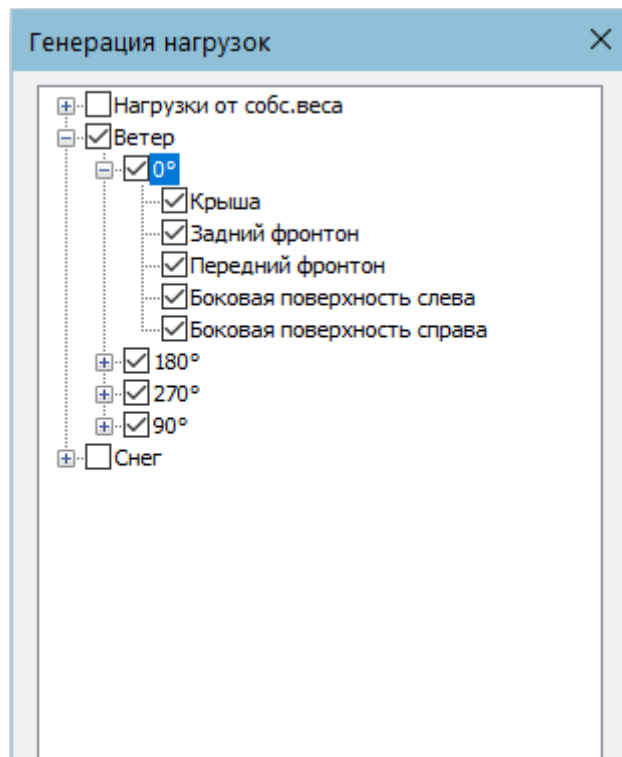 Генерация нагрузок
Нагрузки от собс.веса
Ветер
0°
Крыша
Задний фронтон
Передний фронтон
Боковая поверхность слева
Боковая поверхность справа
180°
270°
90°
Снег